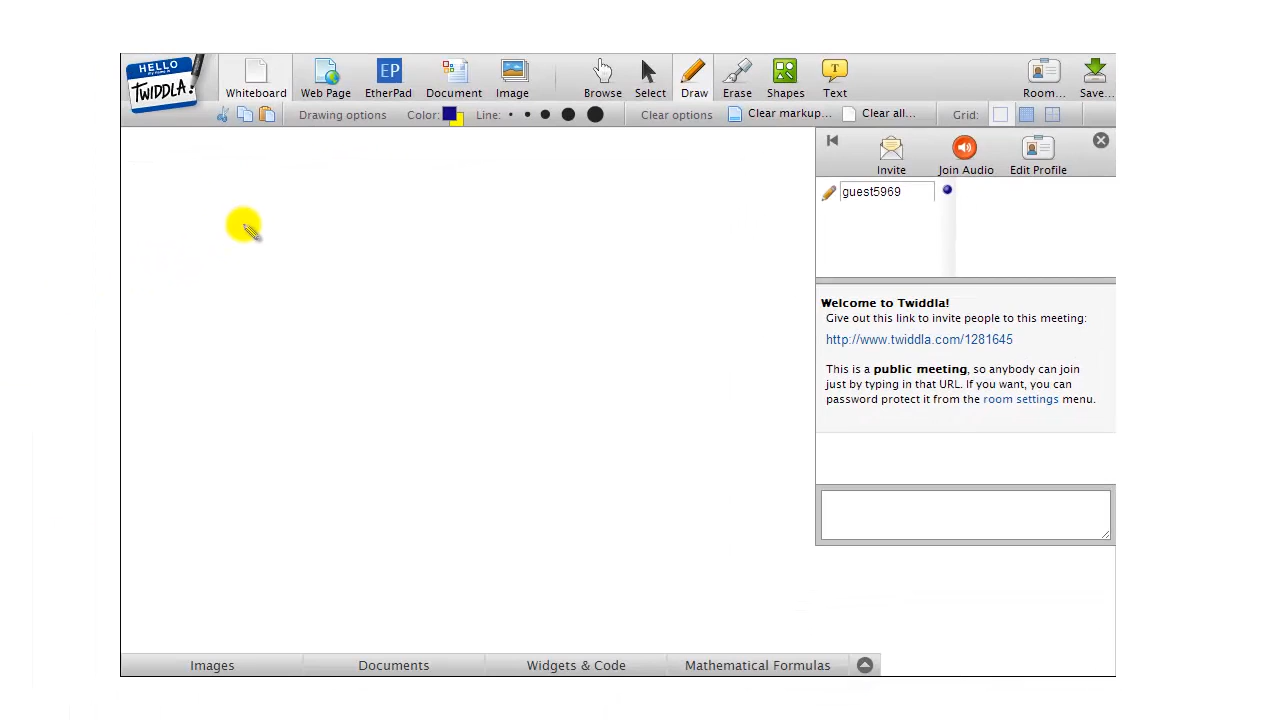 HELLO
my name is
TWIDDLA!
Whiteboard Web Page EtherPad Document Image Browse Select Draw Erase Shapes Text Room... Save...
EP
T
Drawing options Color: Line: Clear options Clear markup... Clear all... Grid:
Invite Join Audio Edit Profile
guest5969
Welcome to Twiddla!
Give out this link to invite people to this meeting:
http://www.twiddla.com/1281645
This is a public meeting, so anybody can join
just by typing in that URL. If you want, you can
password protect it from the room settings menu.
Images Documents Widgets & Code Mathematical Formulas